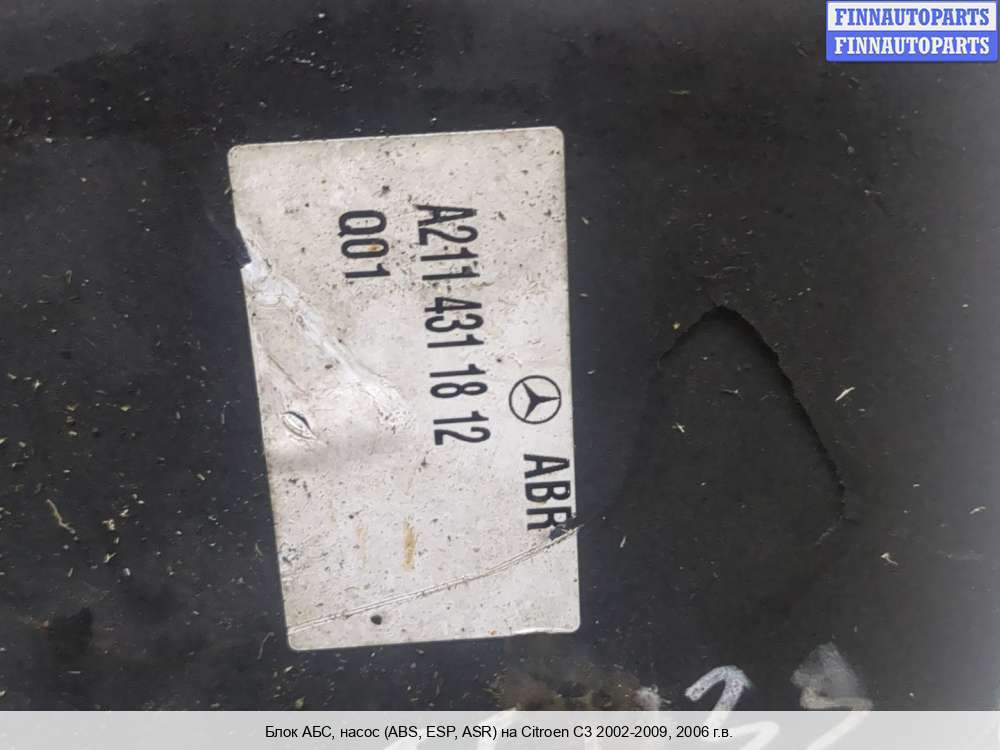 FINNAUTOPARTS
FINNAUTOPARTS
ABR
A211 431 18 12
Q01
Блок АБС, насос (ABS, ESP, ASR) на Citroen C3 2002-2009, 2006 г.в.